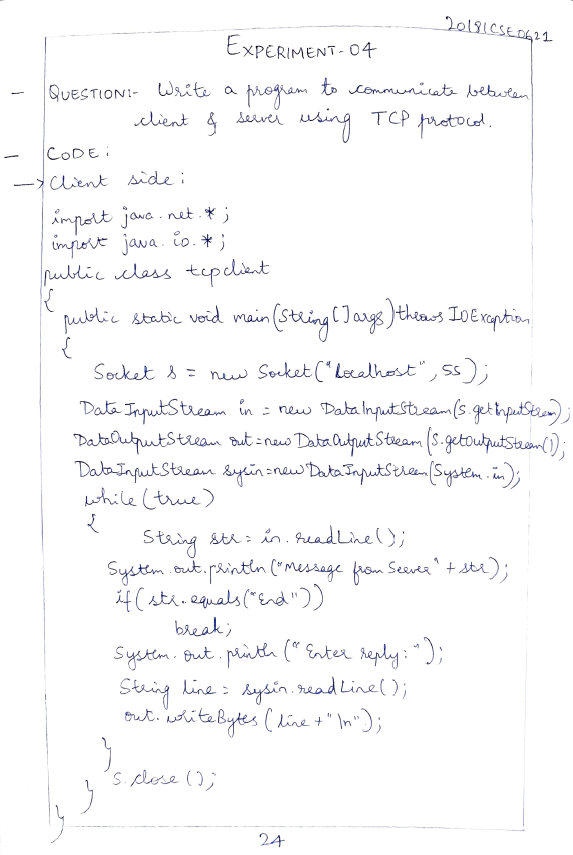 20181CSE0621
EXPERIMENT-04
- QUESTION:- Write a program to communicate between
client & server using TCP protocol.
- CODE:
-> Client side:
import java.net.*;
import java.io.*;
public class tcpclient
{
public static void main(String[]args)throws IOException
{
Socket s = new Socket("localhost", 55);
DataInputStream in = new DataInputStream(s.getInputStream);
DataOutputStream out=new DataOutputStream(s.getOutputStream());
DataInputStream sysin=new DataInputStream(System.in);
while(true)
{
String str= in.readLine();
System.out.println("Message from Server" + str);
if(str.equals("End"))
break;
System.out.println("Enter reply:");
String line = sysin.readLine();
out.writeBytes(line+"\n");
}
s.close();
}
}
24